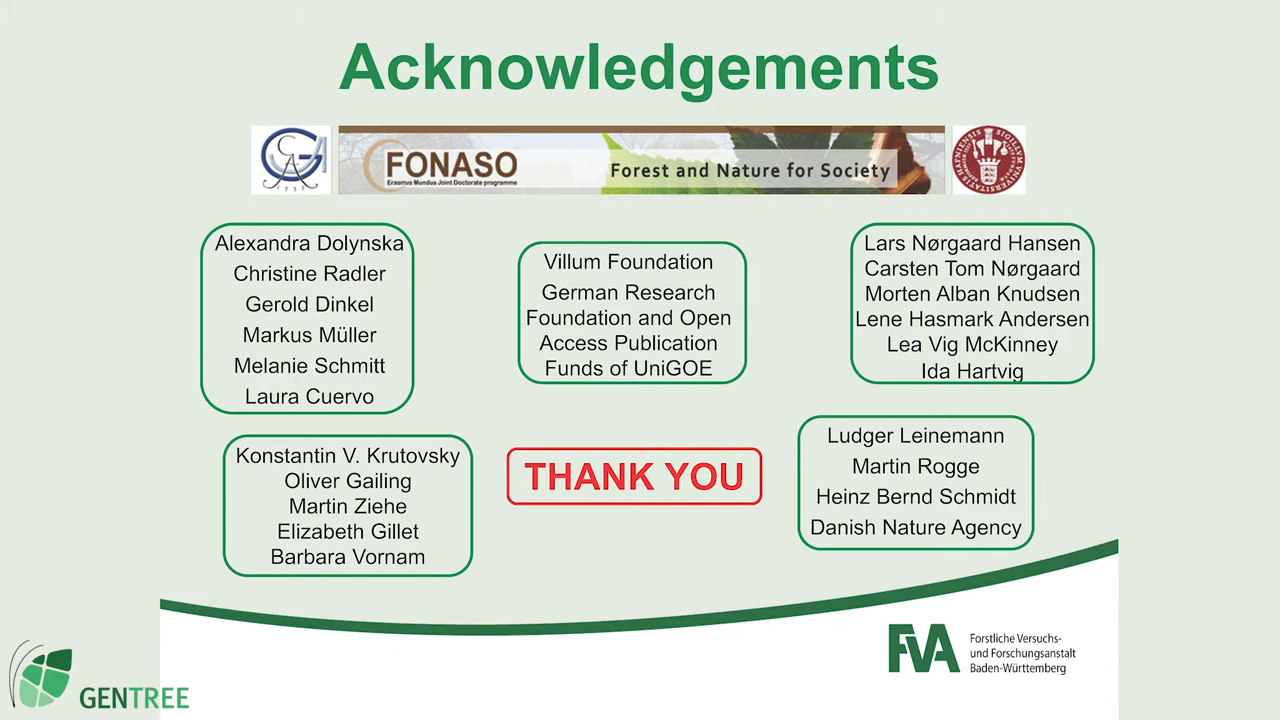 Acknowledgements
FONASO
Erasmus Mundus Joint Doctorate programme
Forest and Nature for Society
Alexandra Dolynska
Christine Radler
Gerold Dinkel
Markus Müller
Melanie Schmitt
Laura Cuervo
Villum Foundation
German Research
Foundation and Open
Access Publication
Funds of UniGOE
Lars Nørgaard Hansen
Carsten Tom Nørgaard
Morten Alban Knudsen
Lene Hasmark Andersen
Lea Vig McKinney
Ida Hartvig
Konstantin V. Krutovsky
Oliver Gailing
Martin Ziehe
Elizabeth Gillet
Barbara Vornam
THANK YOU
Ludger Leinemann
Martin Rogge
Heinz Bernd Schmidt
Danish Nature Agency
FVA
Forstliche Versuchs-
und Forschungsanstalt
Baden-Württemberg
GENTREE